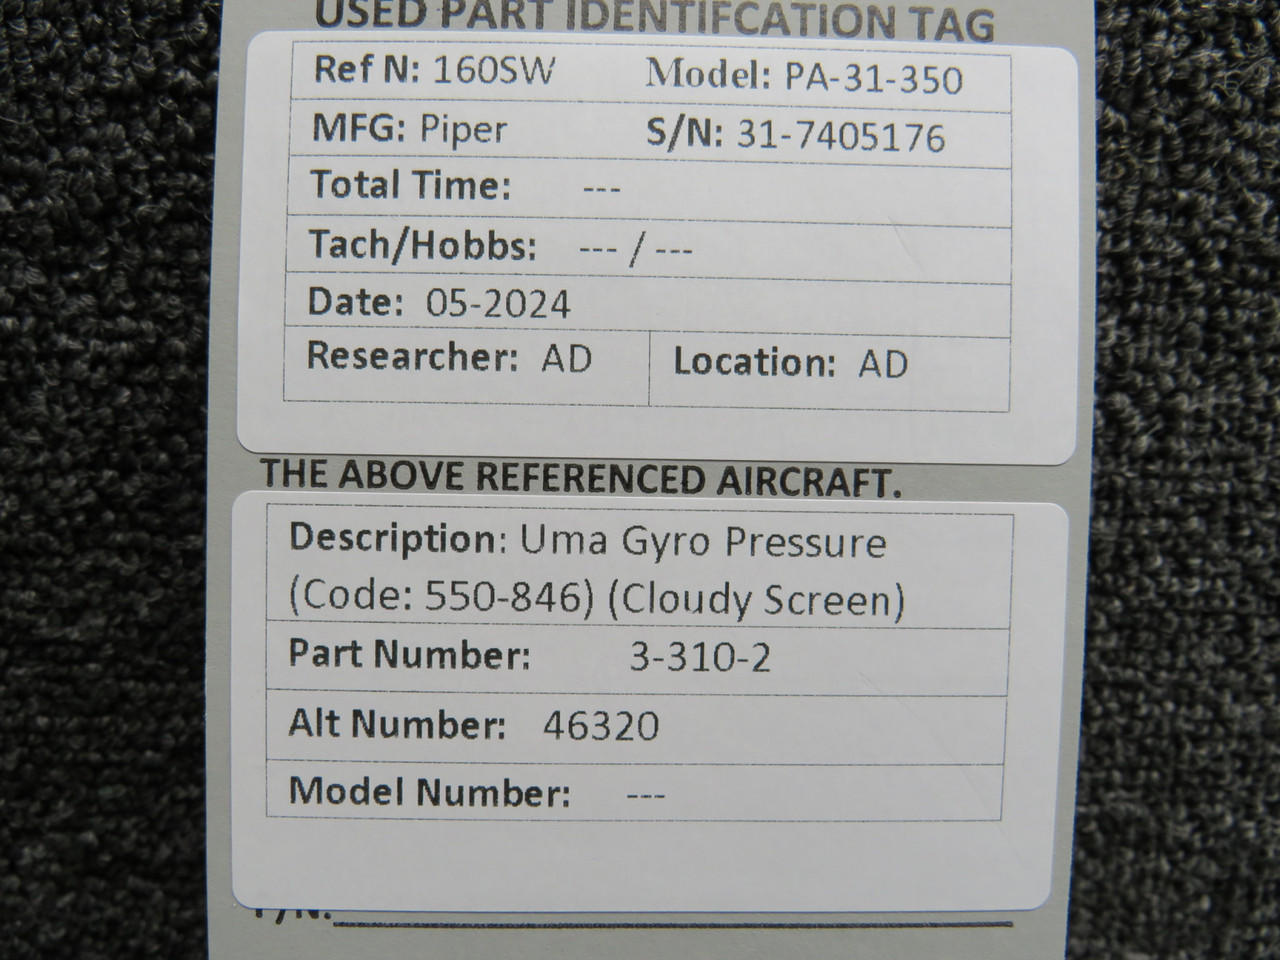 USED PART IDENTIFCATION TAG
Ref N: 160SW Model: PA-31-350
MFG: Piper S/N: 31-7405176
Total Time: ---
Tach/Hobbs: --- / ---
Date: 05-2024
Researcher: AD Location: AD
THE ABOVE REFERENCED AIRCRAFT.
Description: Uma Gyro Pressure
(Code: 550-846) (Cloudy Screen)
Part Number: 3-310-2
Alt Number: 46320
Model Number: ---
P/N: